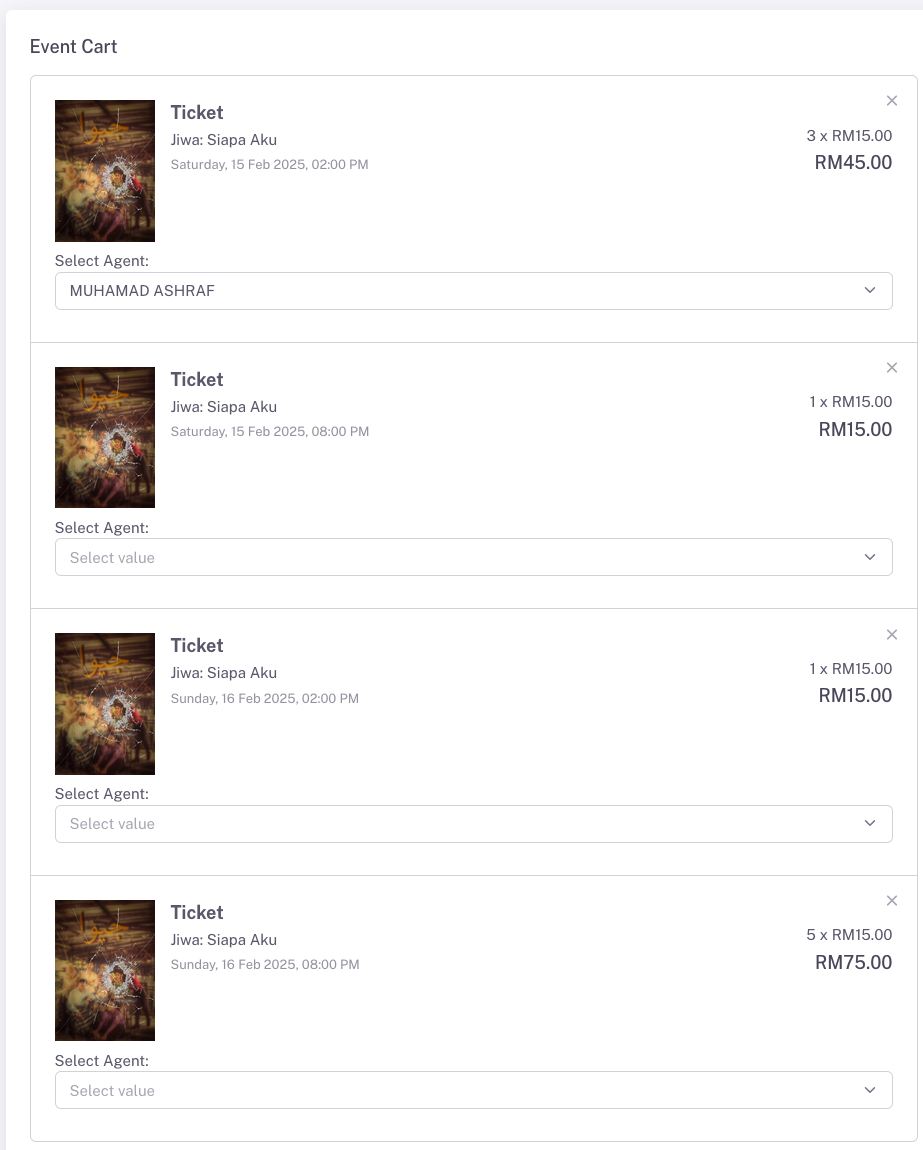 Event Cart
Ticket
Jiwa: Siapa Aku
Saturday, 15 Feb 2025, 02:00 PM
3 x RM15.00
RM45.00
جيوا
Select Agent:
MUHAMAD ASHRAF
Ticket
Jiwa: Siapa Aku
Saturday, 15 Feb 2025, 08:00 PM
1 x RM15.00
RM15.00
جيوا
Select Agent:
Select value
Ticket
Jiwa: Siapa Aku
Sunday, 16 Feb 2025, 02:00 PM
1 x RM15.00
RM15.00
جيوا
Select Agent:
Select value
Ticket
Jiwa: Siapa Aku
Sunday, 16 Feb 2025, 08:00 PM
5 x RM15.00
RM75.00
جيوا
Select Agent:
Select value